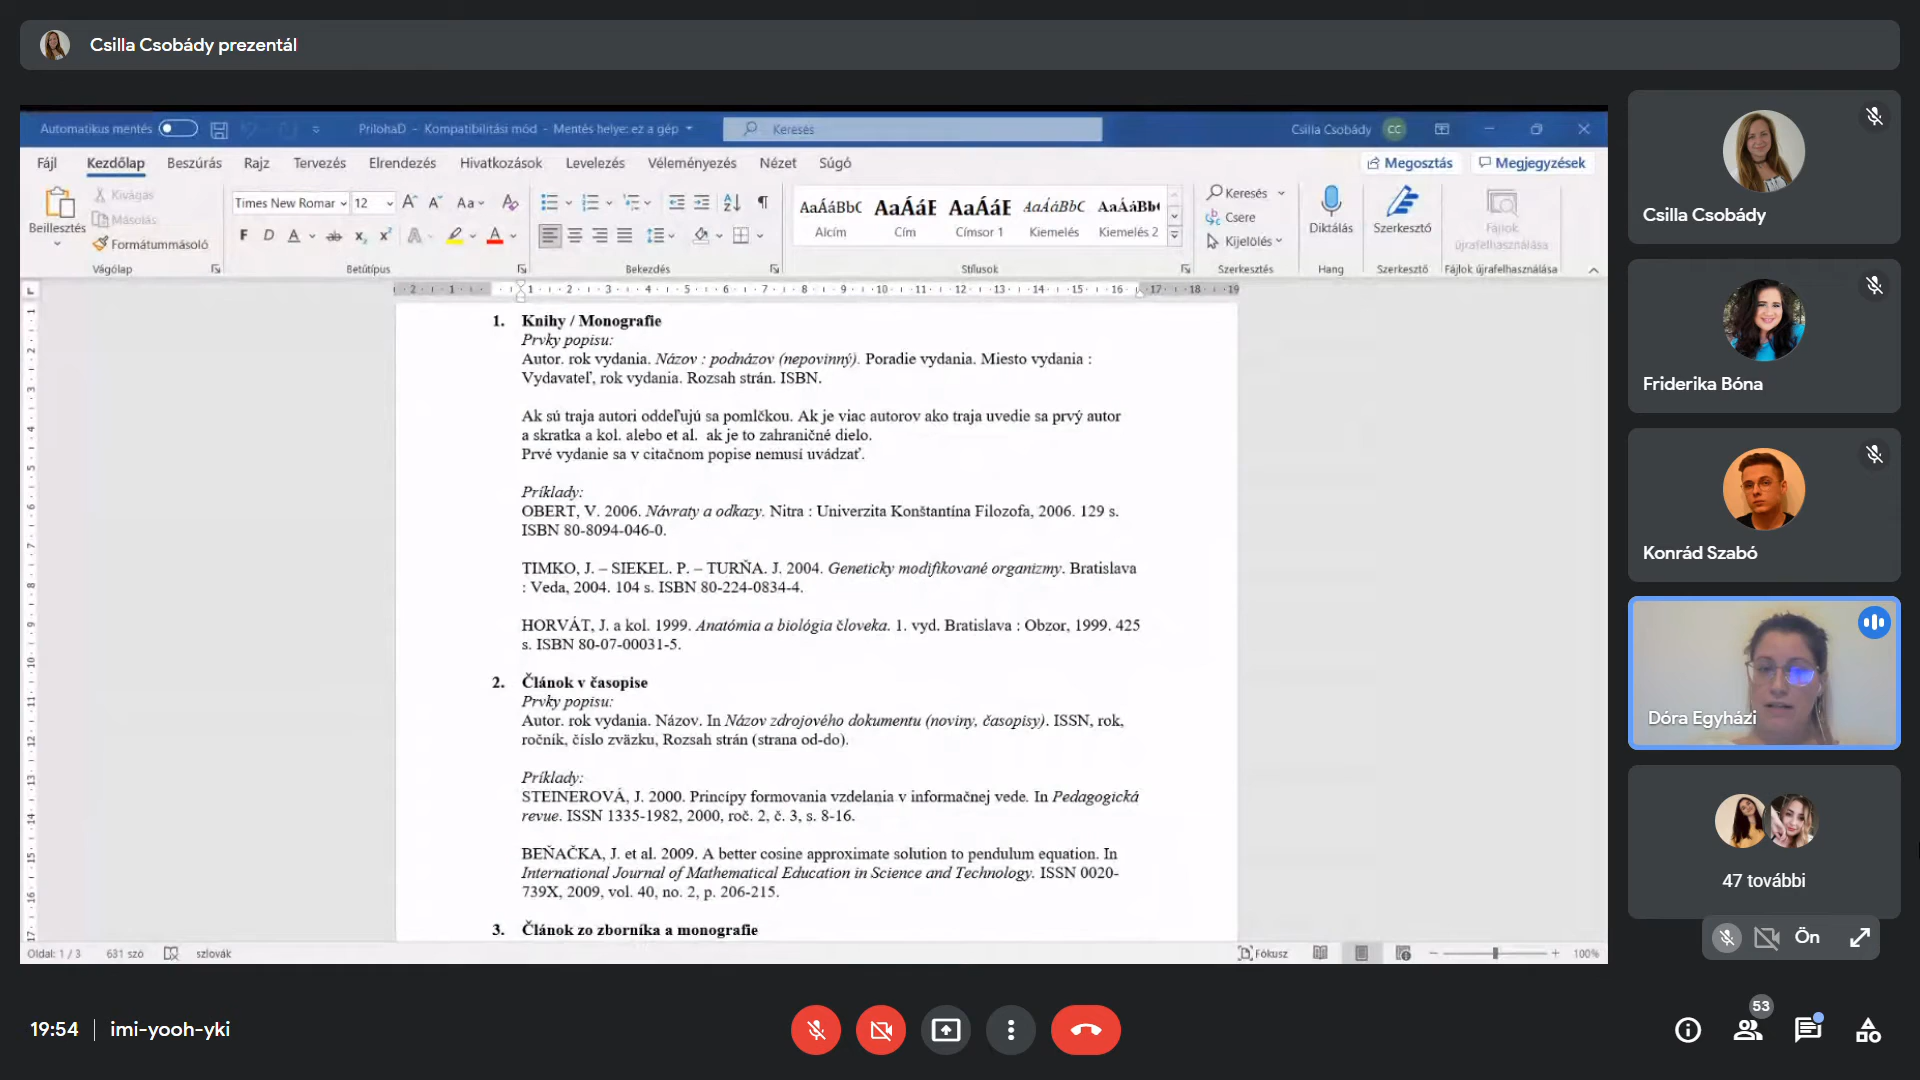 Csilla Csobády prezentál
Automatikus mentés
PrilohaD - Kompatibilitási mód - Mentés helye: ez a gép
Keresés
Csilla Csobády
CC
Fájl
Kezdőlap
Beszúrás
Rajz
Tervezés
Elrendezés
Hivatkozások
Levelezés
Véleményezés
Nézet
Súgó
Megosztás
Megjegyzések
Beillesztés
Kivágás
Másolás
Formátummásoló
Vágólap
Times New Roman
12
Betűtípus
Bekezdés
AaÁáBbC
Alcím
AaÁáE
Cím
AaÁáE
Címsor 1
AaÁáBbC
Kiemelés
AaÁáBb
Kiemelés 2
Stílusok
Keresés
Csere
Kijelölés
Szerkesztés
Diktálás
Hang
Szerkesztő
Szerkesztő
Fájlok
újrafelhasználása
Fájlok újrafelhasználása
1. Knihy / Monografie
Prvky popisu:
Autor. rok vydania. Názov : podnázov (nepovinný). Poradie vydania. Miesto vydania :
Vydavateľ, rok vydania. Rozsah strán. ISBN.
Ak sú traja autori oddeľujú sa pomlčkou. Ak je viac autorov ako traja uvedie sa prvý autor
a skratka a kol. alebo et al. ak je to zahraničné dielo.
Prvé vydanie sa v citačnom popise nemusí uvádzať.
Príklady:
OBERT, V. 2006. Návraty a odkazy. Nitra : Univerzita Konštantína Filozofa, 2006. 129 s.
ISBN 80-8094-046-0.
TIMKO, J. – SIEKEL. P. – TURŇA. J. 2004. Geneticky modifikované organizmy. Bratislava
: Veda, 2004. 104 s. ISBN 80-224-0834-4.
HORVÁT, J. a kol. 1999. Anatómia a biológia človeka. 1. vyd. Bratislava : Obzor, 1999. 425
s. ISBN 80-07-00031-5.
2. Článok v časopise
Prvky popisu:
Autor. rok vydania. Názov. In Názov zdrojového dokumentu (noviny, časopisy). ISSN, rok,
ročník, číslo zväzku, Rozsah strán (strana od-do).
Príklady:
STEINEROVÁ, J. 2000. Princípy formovania vzdelania v informačnej vede. In Pedagogická
revue. ISSN 1335-1982, 2000, roč. 2, č. 3, s. 8-16.
BEŇAČKA, J. et al. 2009. A better cosine approximate solution to pendulum equation. In
International Journal of Mathematical Education in Science and Technology. ISSN 0020-
739X, 2009, vol. 40, no. 2, p. 206-215.
3. Článok zo zborníka a monografie
Oldal: 1 / 3
631 szó
szlovák
Fókusz
100%
Csilla Csobády
Friderika Bóna
Konrád Szabó
Dóra Egyházi
47 további
Ön
19:54 | imi-yooh-yki
53